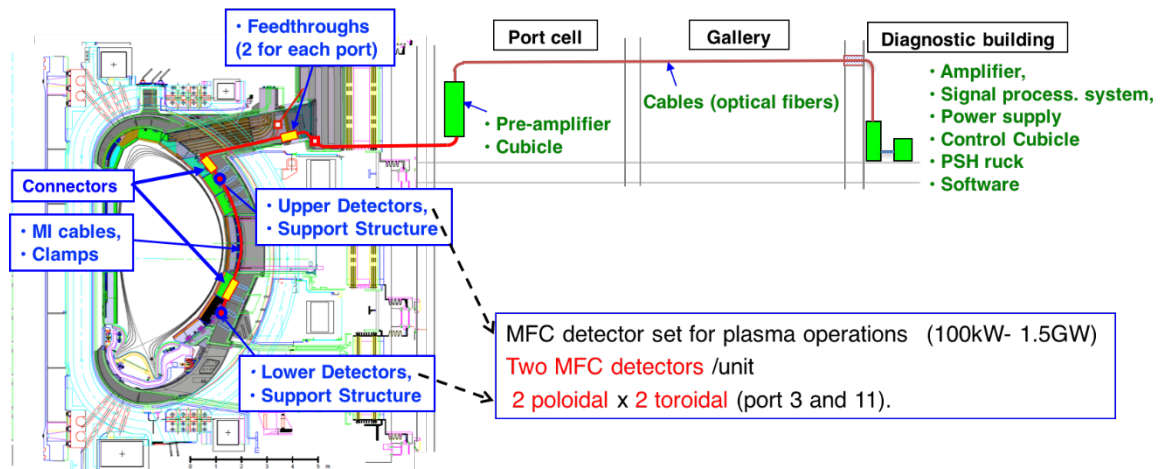 ・Feedthroughs
(2 for each port)
Port cell
Gallery
Diagnostic building
・Amplifier,
・Signal process. system,
・Power supply
・Control Cubicle
・PSH ruck
・Software
Cables (optical fibers)
・Pre-amplifier
・Cubicle
Connectors
・MI cables,
・Clamps
・Upper Detectors,
・Support Structure
・Lower Detectors,
・Support Structure
MFC detector set for plasma operations (100kW- 1.5GW)
Two MFC detectors /unit
2 poloidal x 2 toroidal (port 3 and 11).
0 1 2 3 4 5 m